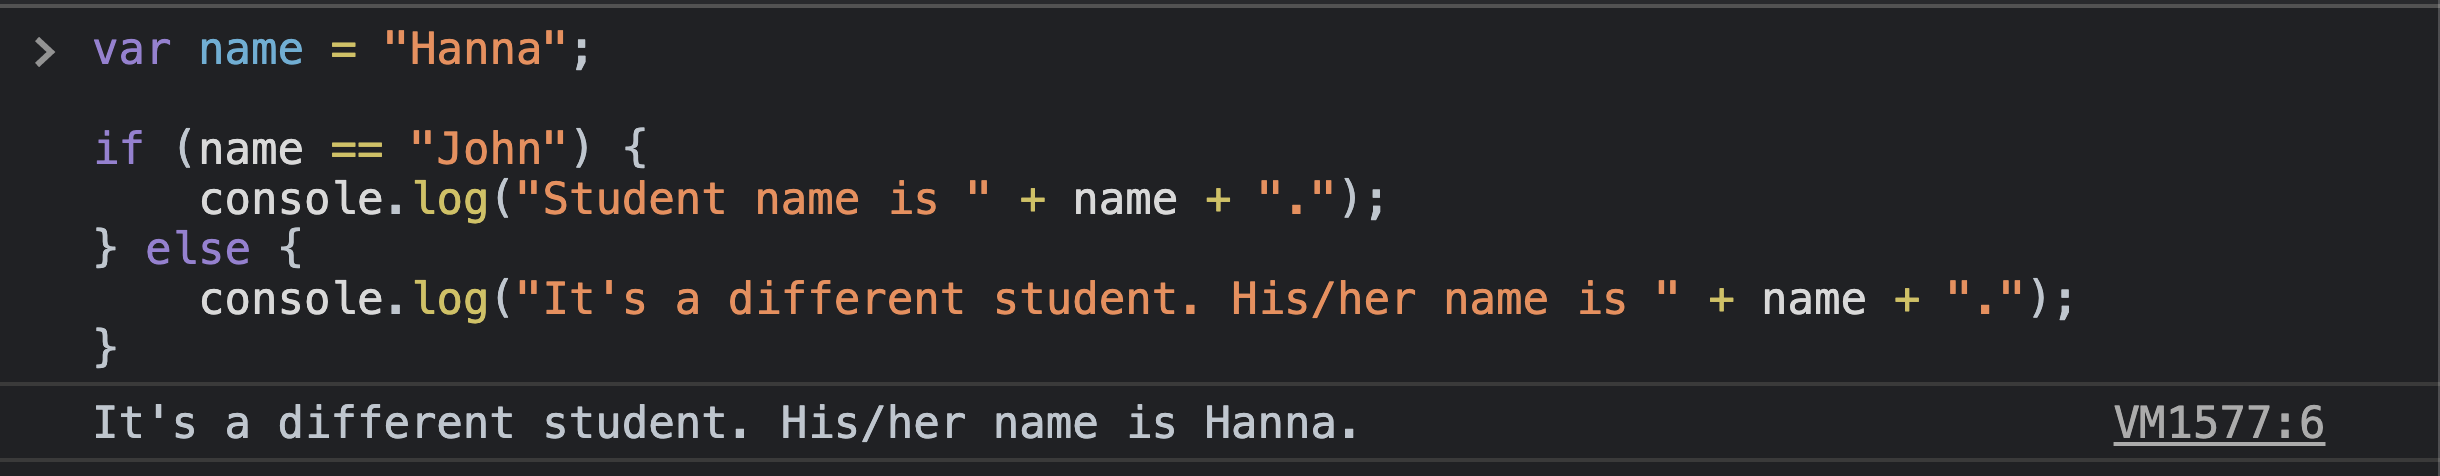 > var name = "Hanna";
if (name == "John") {
    console.log("Student name is " + name + ".");
} else {
    console.log("It's a different student. His/her name is " + name + ".");
}
It's a different student. His/her name is Hanna. VM1577:6